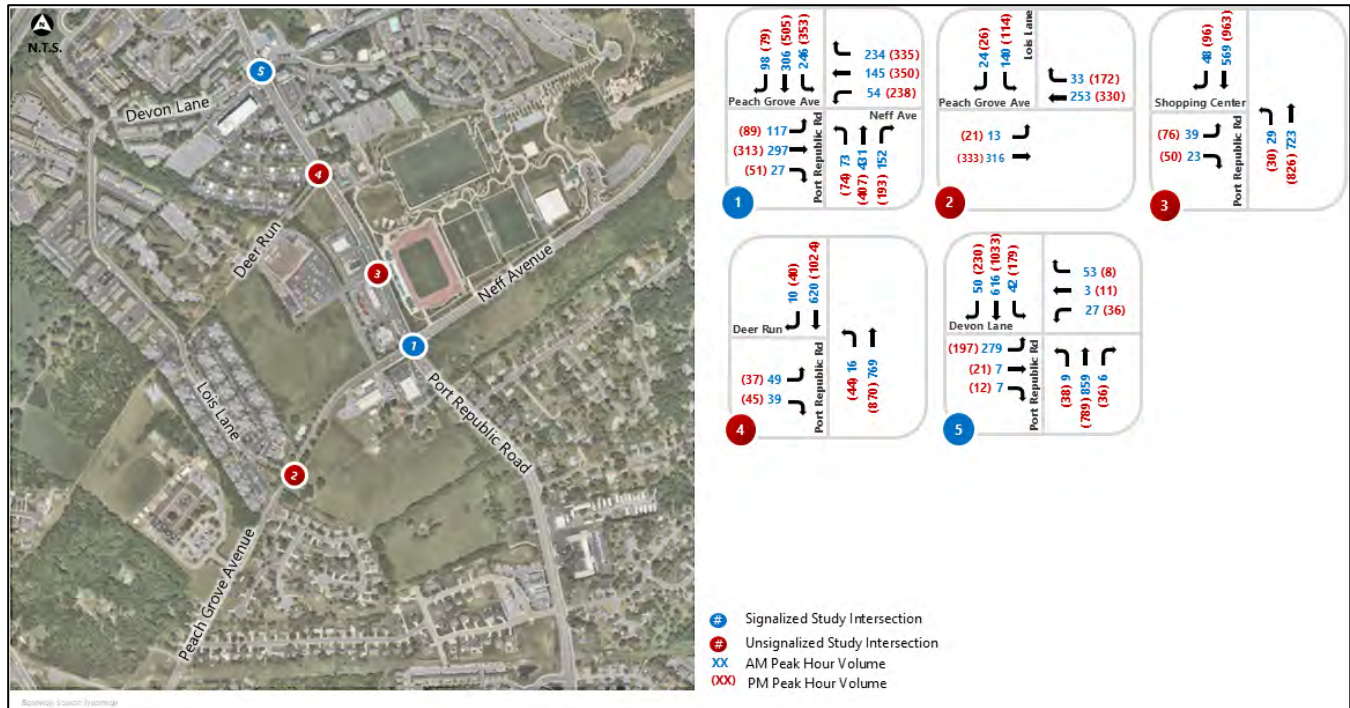 N
N.T.S.
5
Devon Lane
4
Deer Run
3
Neff Avenue
1
Lois Lane
Port Republic Road
2
Peach Grove Avenue
98 (79)
306 (505)
246 (353)
234 (335)
145 (350)
54 (238)
Peach Grove Ave
Neff Ave
(89) 117
(313) 297
(51) 27
Port Republic Rd
(74) 73
(407) 431
(193) 152
1
24 (26)
140 (114)
Lois Lane
33 (172)
253 (330)
Peach Grove Ave
(21) 13
(333) 316
2
48 (96)
569 (963)
Shopping Center
(76) 39
(50) 23
Port Republic Rd
(30) 29
(826) 723
3
10 (40)
620 (1024)
Deer Run
(37) 49
(45) 39
Port Republic Rd
(44) 16
(870) 769
4
50 (230)
616 (1033)
42 (179)
53 (8)
3 (11)
27 (36)
Devon Lane
(197) 279
(21) 7
(12) 7
Port Republic Rd
(38) 9
(789) 859
(36) 6
5
# Signalized Study Intersection
# Unsignalized Study Intersection
XX AM Peak Hour Volume
(XX) PM Peak Hour Volume